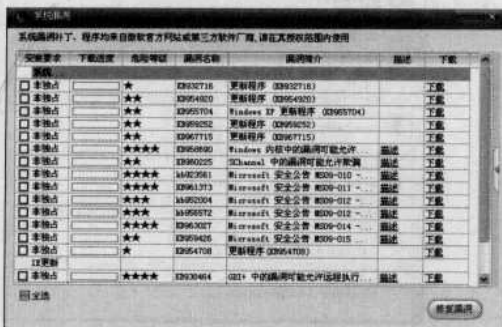 系统漏洞
系统漏洞补丁、程序均来自微软官方网站或第三方软件厂商,请在其授权范围内使用
安装要求 下载进度 危险等级 漏洞名称 漏洞简介 描述 下载
系统
非独占 ★ KB932716 更新程序 (KB932716) 下载
非独占 ★★ KB954920 更新程序 (KB954920) 下载
非独占 ★★ KB955704 Windows XP 更新程序 (KB955704) 下载
非独占 ★★ KB959252 更新程序 (KB959252) 下载
非独占 ★★ KB967715 更新程序 (KB967715) 下载
非独占 ★★★★ KB958690 Windows 内核中的漏洞可能允许... 描述 下载
非独占 ★★ KB960225 SChannel 中的漏洞可能允许欺骗 描述 下载
非独占 ★★★★ kb923561 Microsoft 安全公告 MS09-010 -... 描述 下载
非独占 ★★★★ KB961373 Microsoft 安全公告 MS09-011 -... 描述 下载
非独占 ★★★ kb952004 Microsoft 安全公告 MS09-012 -... 描述 下载
非独占 ★★★ kb956572 Microsoft 安全公告 MS09-012 -... 描述 下载
非独占 ★★★★ KB963027 Microsoft 安全公告 MS09-014 -... 描述 下载
非独占 ★★ KB959426 Microsoft 安全公告 MS09-015 ... 描述 下载
非独占 ★ KB954708 更新程序(KB954708) 下载
IE更新
非独占 ★★★★ KB938464 GDI+ 中的漏洞可能允许远程执行... 描述 下载
全选
修复漏洞